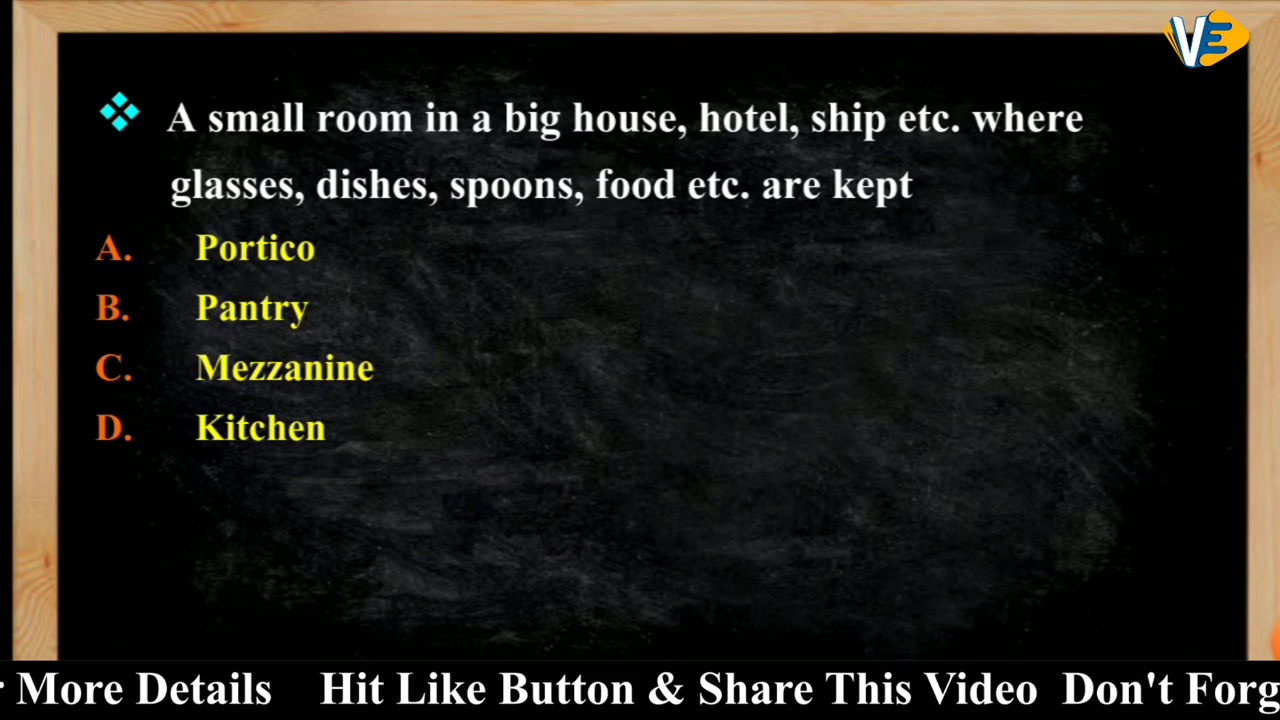 VE
A small room in a big house, hotel, ship etc. where
glasses, dishes, spoons, food etc. are kept
A. Portico
B. Pantry
C. Mezzanine
D. Kitchen
More Details Hit Like Button & Share This Video Don't Forg